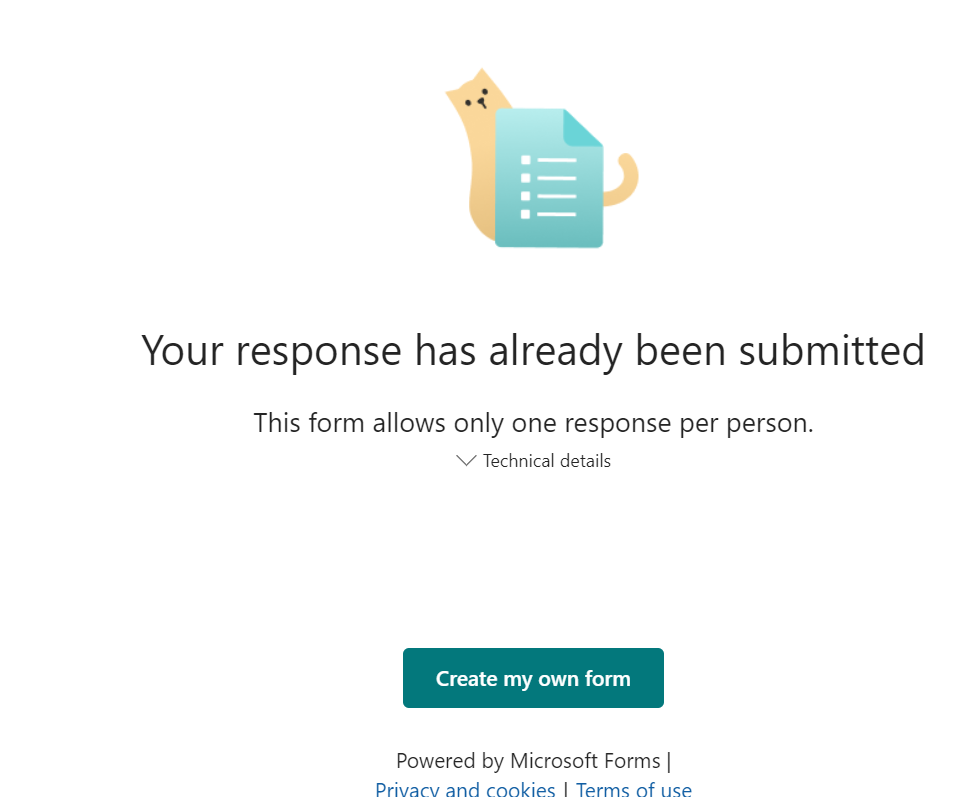 Your response has already been submitted
This form allows only one response per person.
Technical details
Create my own form
Powered by Microsoft Forms |
Privacy and cookies | Terms of use